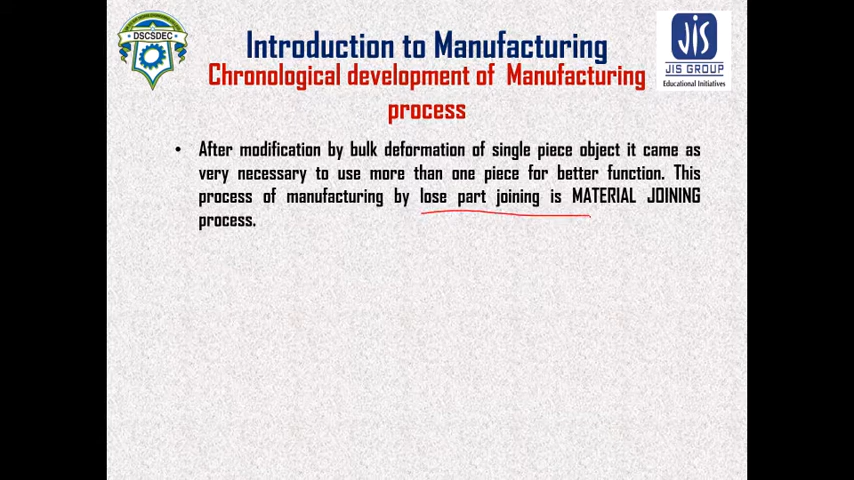 DSCSDEC
JIS
JIS GROUP
Educational Initiatives
Introduction to Manufacturing
Chronological development of Manufacturing
process
• After modification by bulk deformation of single piece object it came as
very necessary to use more than one piece for better function. This
process of manufacturing by lose part joining is MATERIAL JOINING
process.